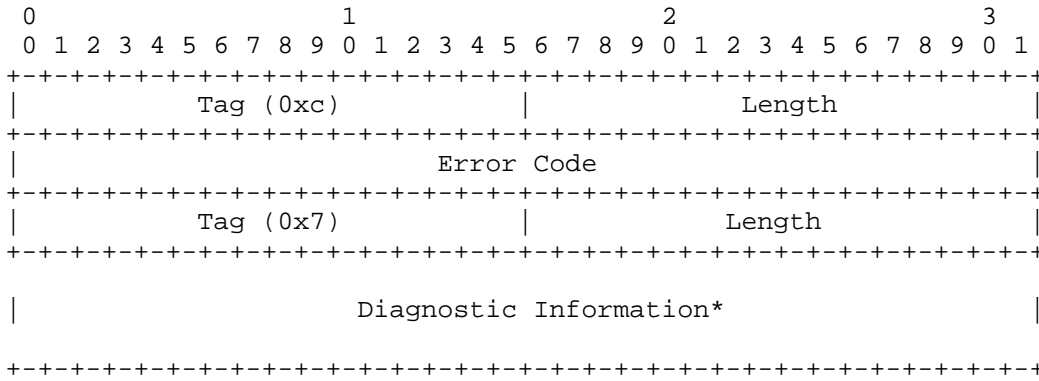 0                   1                   2                   3
 0 1 2 3 4 5 6 7 8 9 0 1 2 3 4 5 6 7 8 9 0 1 2 3 4 5 6 7 8 9 0 1
+-+-+-+-+-+-+-+-+-+-+-+-+-+-+-+-+-+-+-+-+-+-+-+-+-+-+-+-+-+-+-+-+
|           Tag (0xc)           |             Length            |
+-+-+-+-+-+-+-+-+-+-+-+-+-+-+-+-+-+-+-+-+-+-+-+-+-+-+-+-+-+-+-+-+
|                          Error Code                           |
+-+-+-+-+-+-+-+-+-+-+-+-+-+-+-+-+-+-+-+-+-+-+-+-+-+-+-+-+-+-+-+-+
|           Tag (0x7)           |            Length             |
+-+-+-+-+-+-+-+-+-+-+-+-+-+-+-+-+-+-+-+-+-+-+-+-+-+-+-+-+-+-+-+-+
|                     Diagnostic Information*                   |
+-+-+-+-+-+-+-+-+-+-+-+-+-+-+-+-+-+-+-+-+-+-+-+-+-+-+-+-+-+-+-+-+